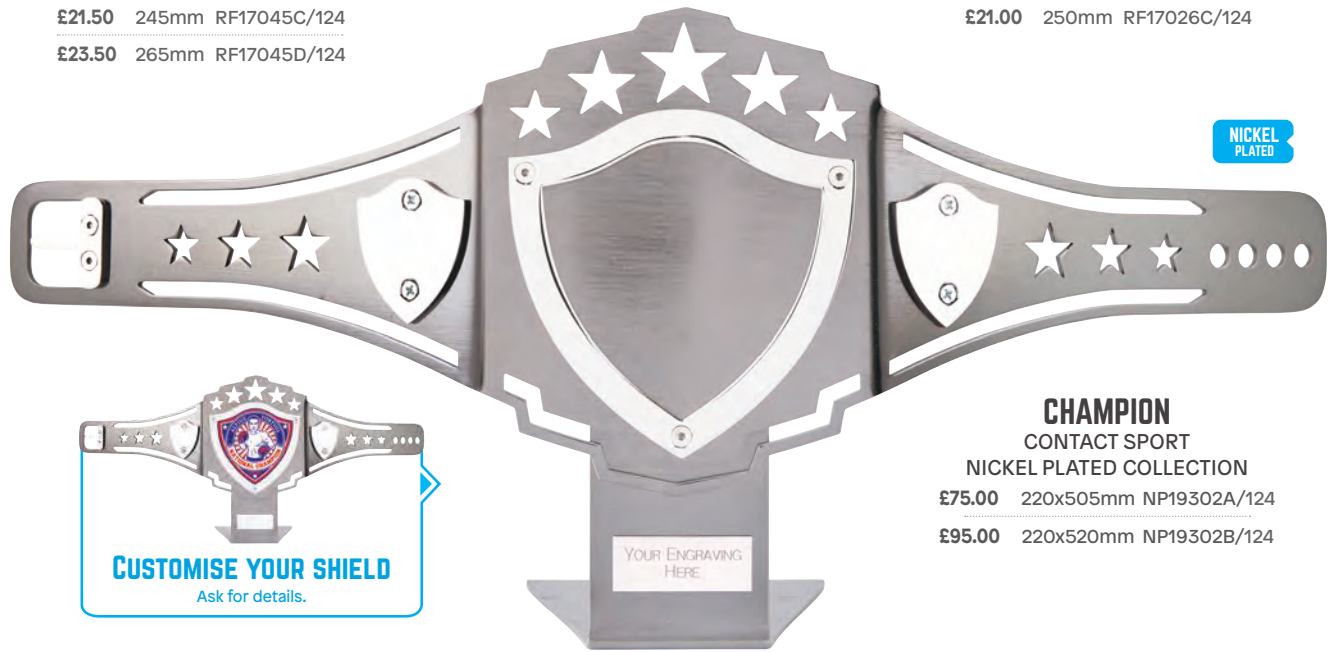 £21.50 245mm RF17045C/124
£23.50 265mm RF17045D/124
£21.00 250mm RF17026C/124
NICKEL
PLATED
CHAMPION
CONTACT SPORT
NICKEL PLATED COLLECTION
£75.00 220x505mm NP19302A/124
£95.00 220x520mm NP19302B/124
NATIONAL CHAMPION
CUSTOMISE YOUR SHIELD
Ask for details.
YOUR ENGRAVING
HERE